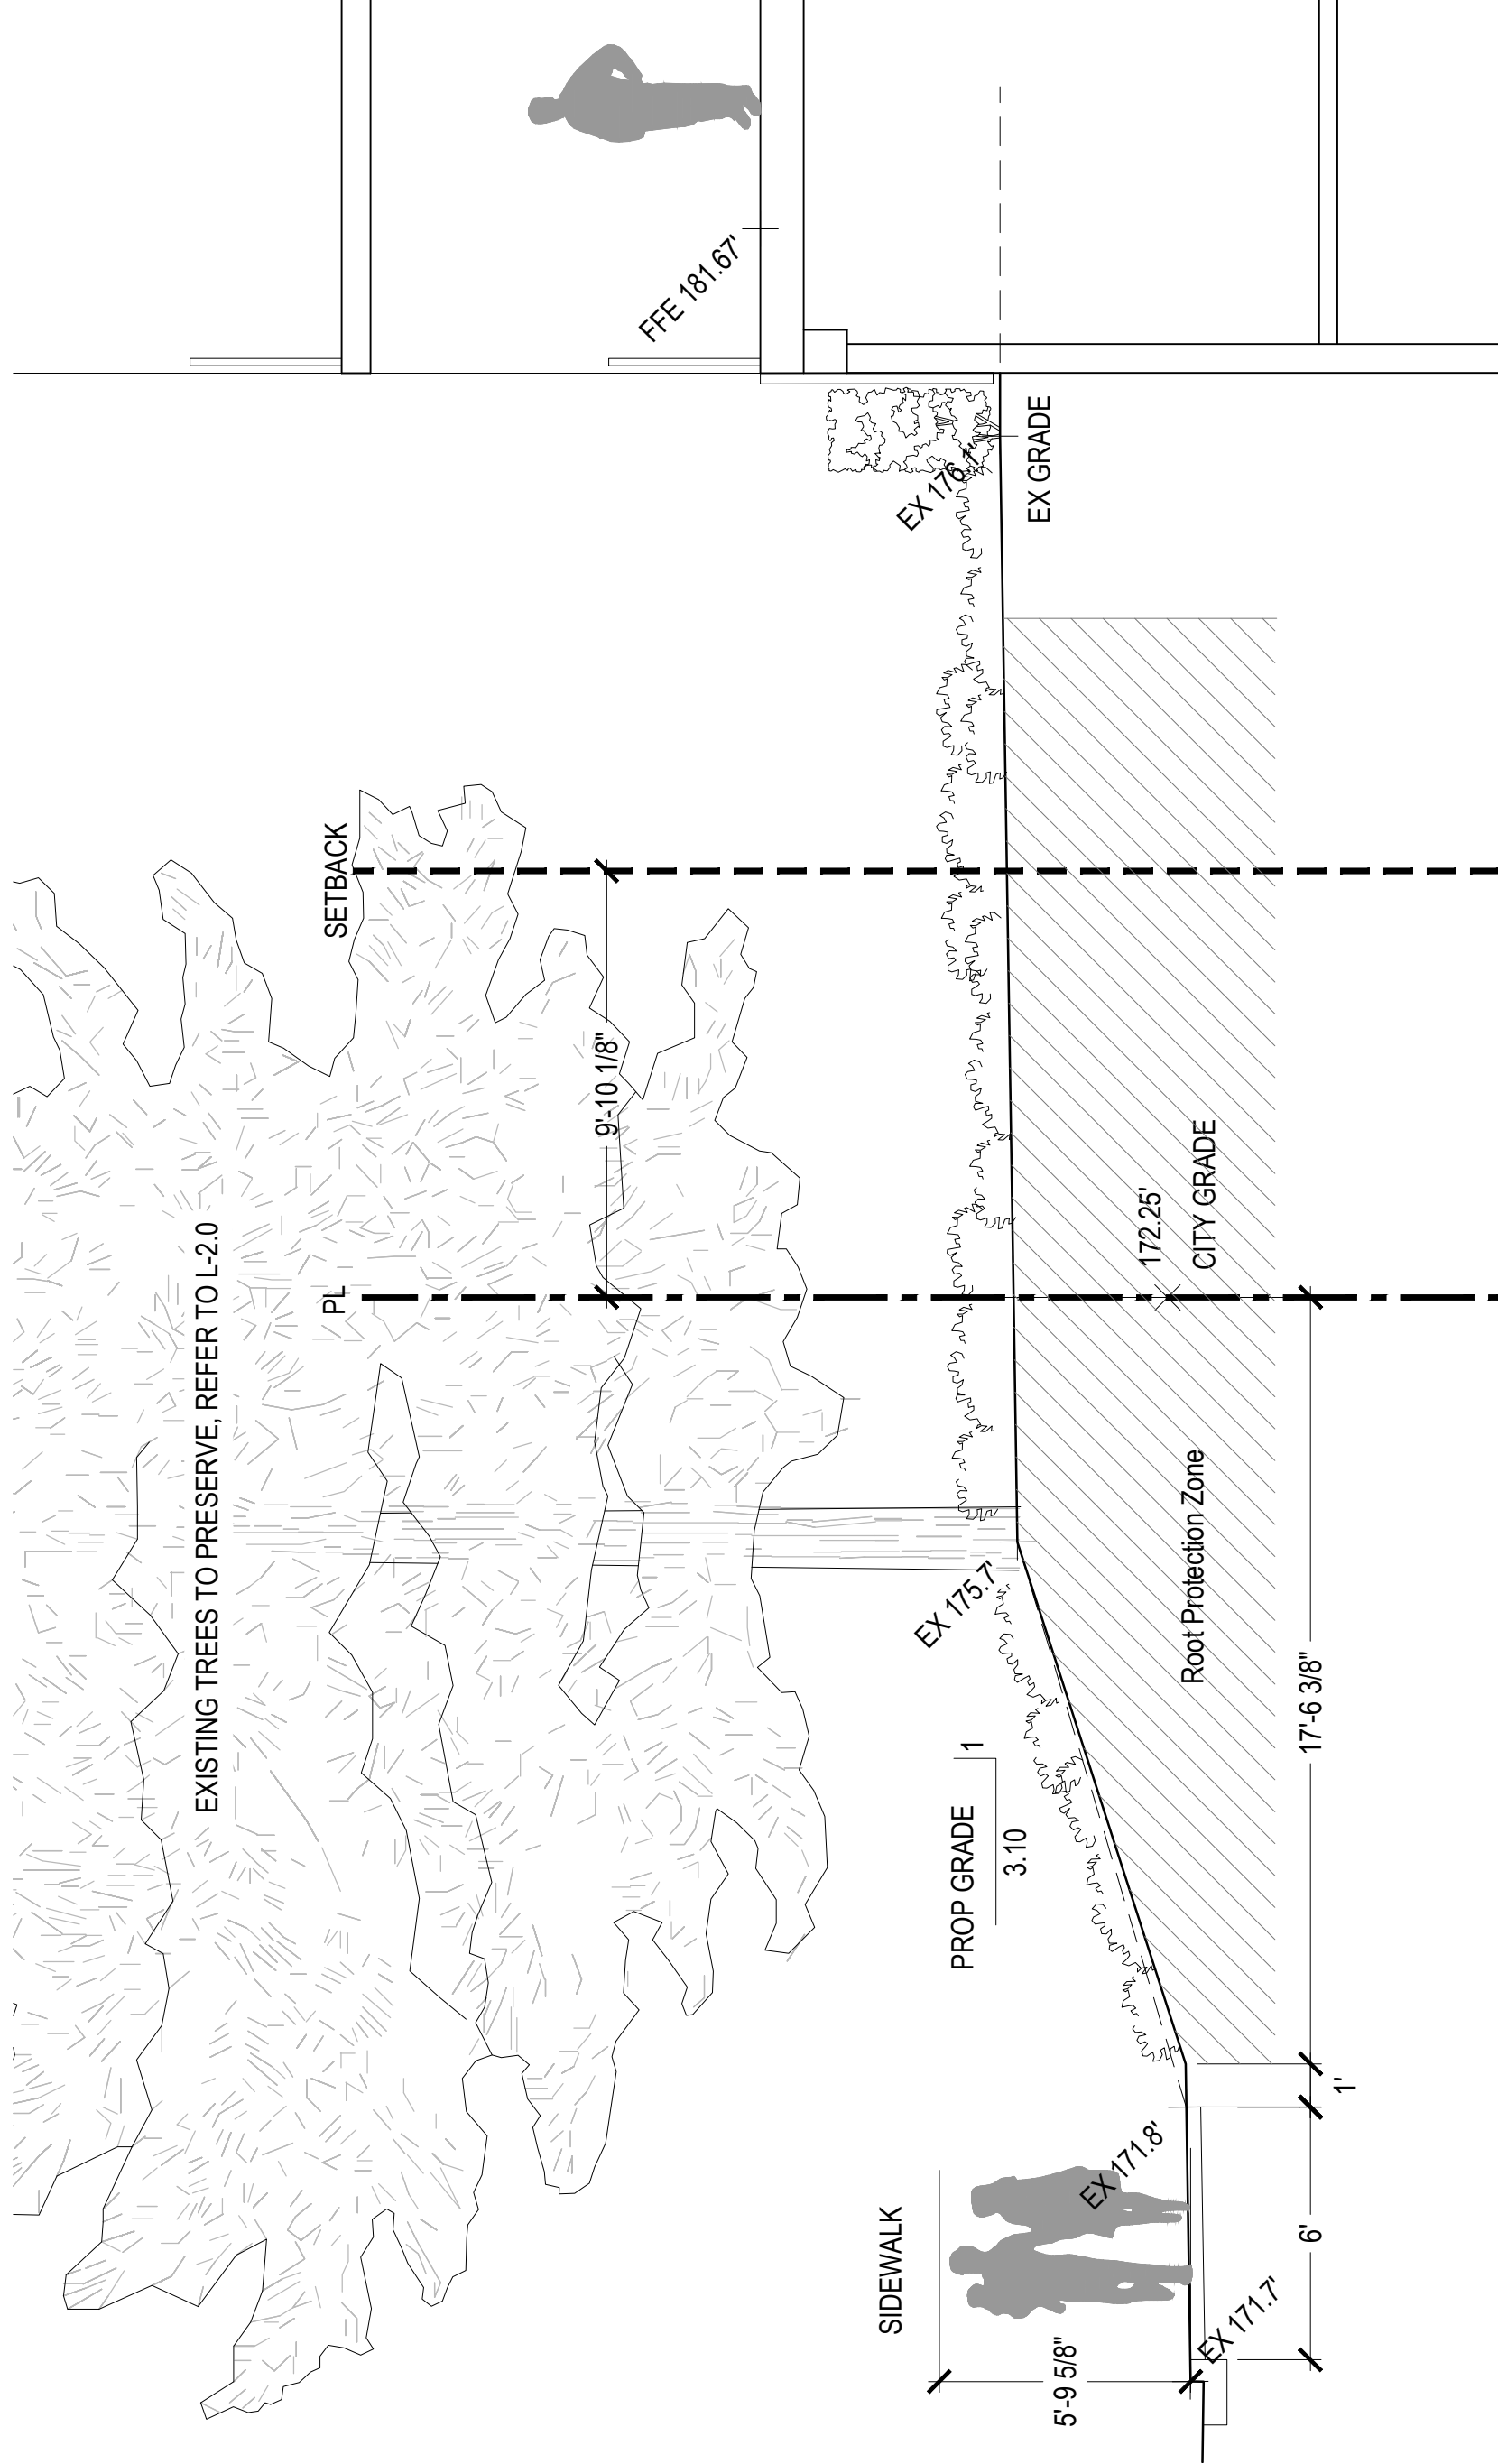 EXISTING TREES TO PRESERVE, REFER TO L-2.0
PL
SETBACK
9'-10 1/8"
FFE 181.67'
SIDEWALK
5'-9 5/8"
EX 171.8'
EX 171.7'
PROP GRADE
1
3.10
EX 175.7'
EX 176.1'
EX GRADE
172.25'
CITY GRADE
Root Protection Zone
6'
1'
17'-6 3/8"